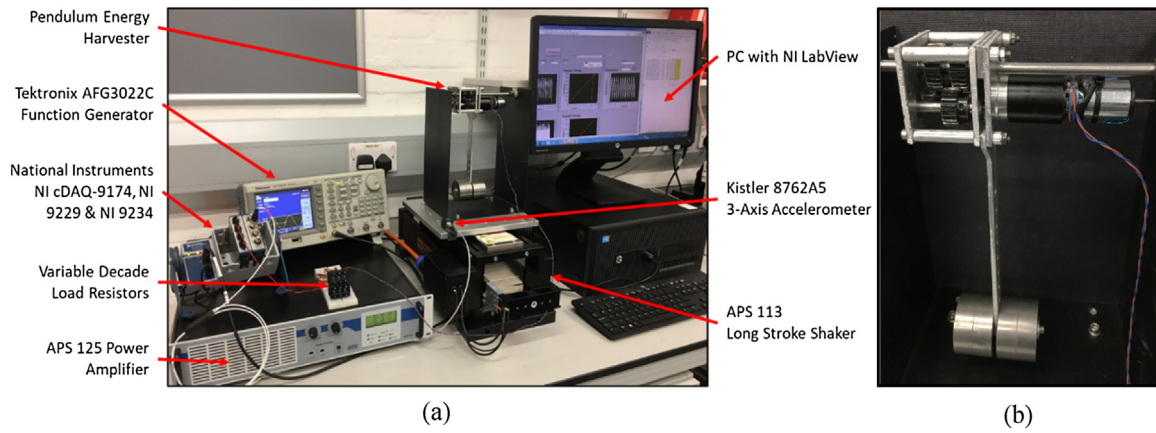 Pendulum Energy
Harvester
Tektronix AFG3022C
Function Generator
National Instruments
NI cDAQ-9174, NI
9229 & NI 9234
Variable Decade
Load Resistors
APS 125 Power
Amplifier
PC with NI LabView
Kistler 8762A5
3-Axis Accelerometer
APS 113
Long Stroke Shaker
(a)
(b)